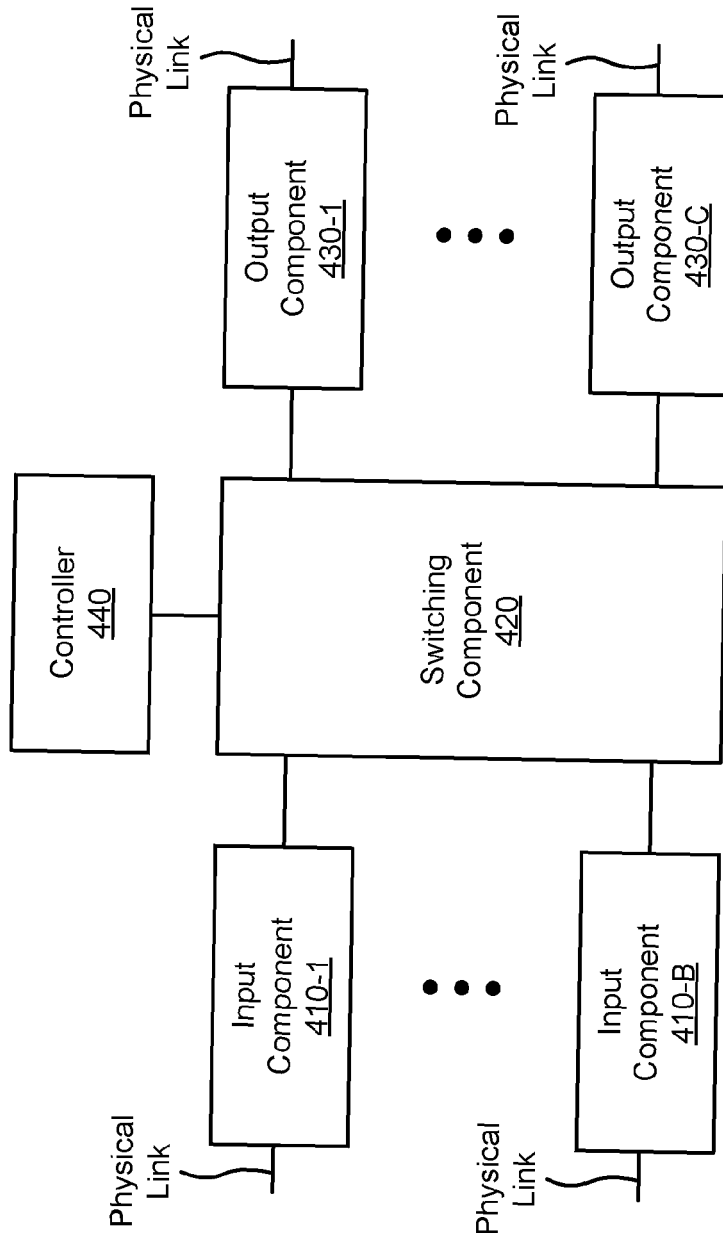 Controller
440
Physical
Link
Input
Component
410-1
Physical
Link
Input
Component
410-B
Switching
Component
420
Output
Component
430-1
Physical
Link
Output
Component
430-C
Physical
Link